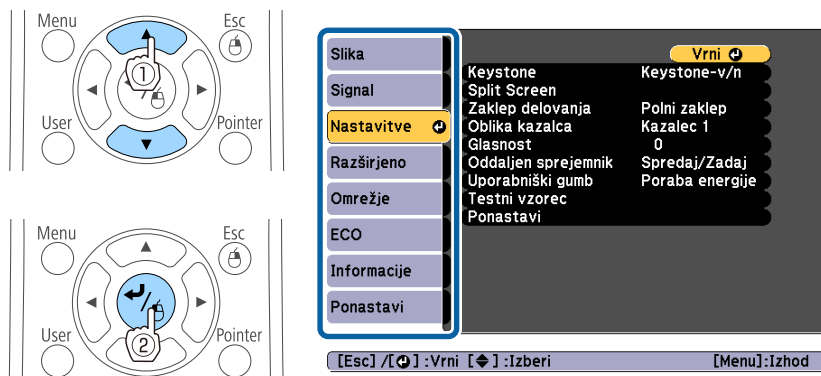 Menu
Esc
1
User
Pointer
Menu
Esc
User
2
Pointer
Slika
Signal
Nastavitve
Razširjeno
Omrežje
ECO
Informacije
Ponastavi
Vrni
Keystone Keystone-v/n
Split Screen
Zaklep delovanja Polni zaklep
Oblika kazalca Kazalec 1
Glasnost 0
Oddaljen sprejemnik Spredaj/Zadaj
Uporabniški gumb Poraba energije
Testni vzorec
Ponastavi
[Esc] /[ ] :Vrni [ ] :Izberi [Menu]:Izhod